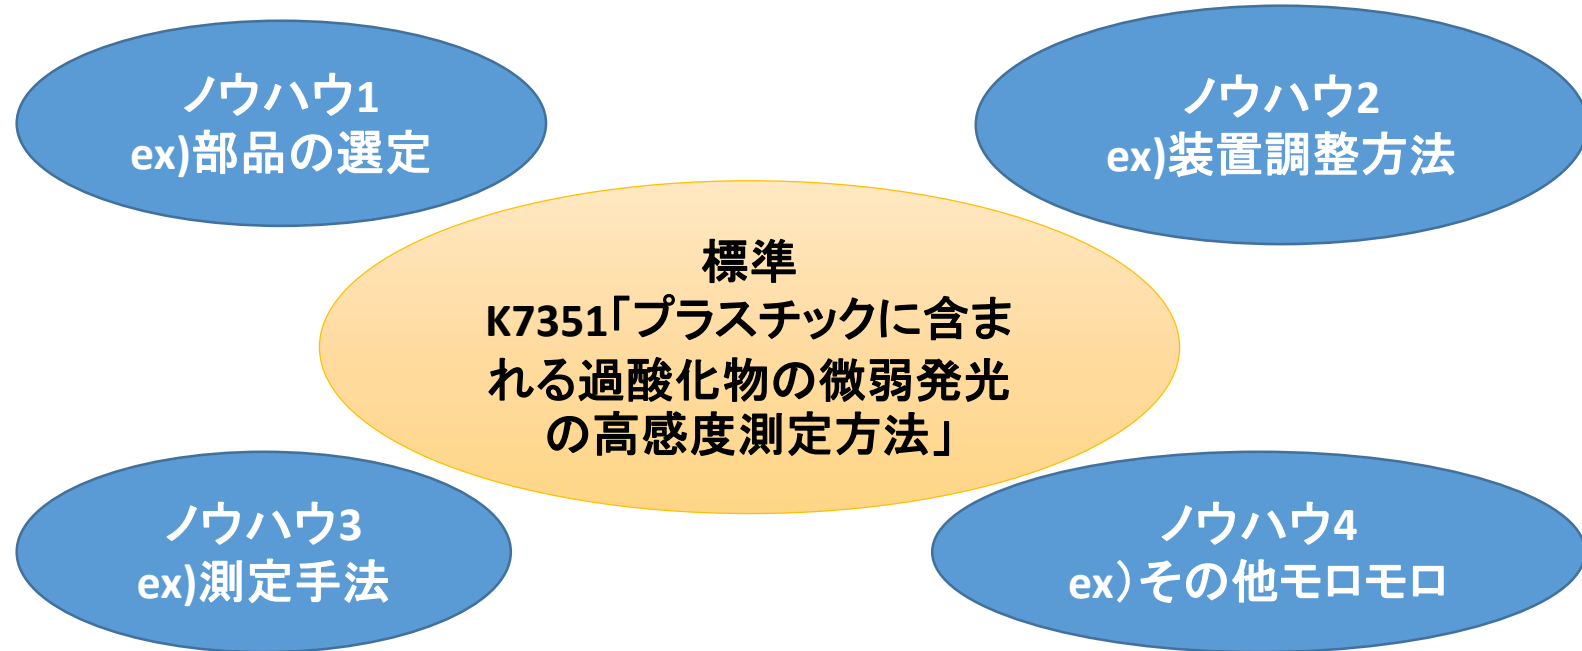 ノウハウ1
ex)部品の選定
ノウハウ2
ex)装置調整方法
標準
K7351「プラスチックに含ま
れる過酸化物の微弱発光
の高感度測定方法」
ノウハウ3
ex)測定手法
ノウハウ4
ex）その他モロモロ